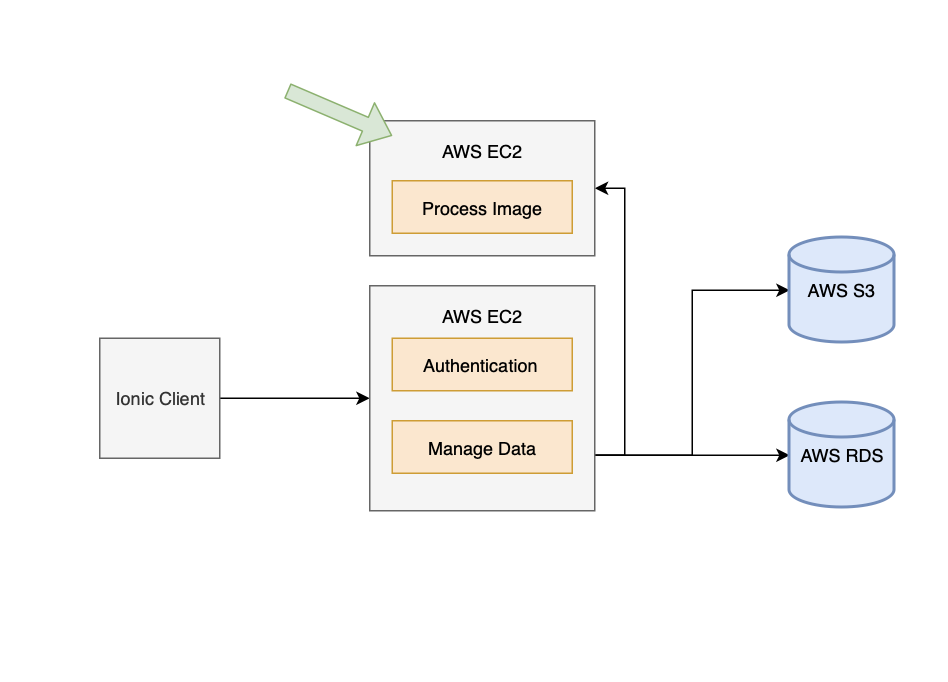 AWS EC2
Process Image
AWS EC2
Authentication
Manage Data
Ionic Client
AWS S3
AWS RDS